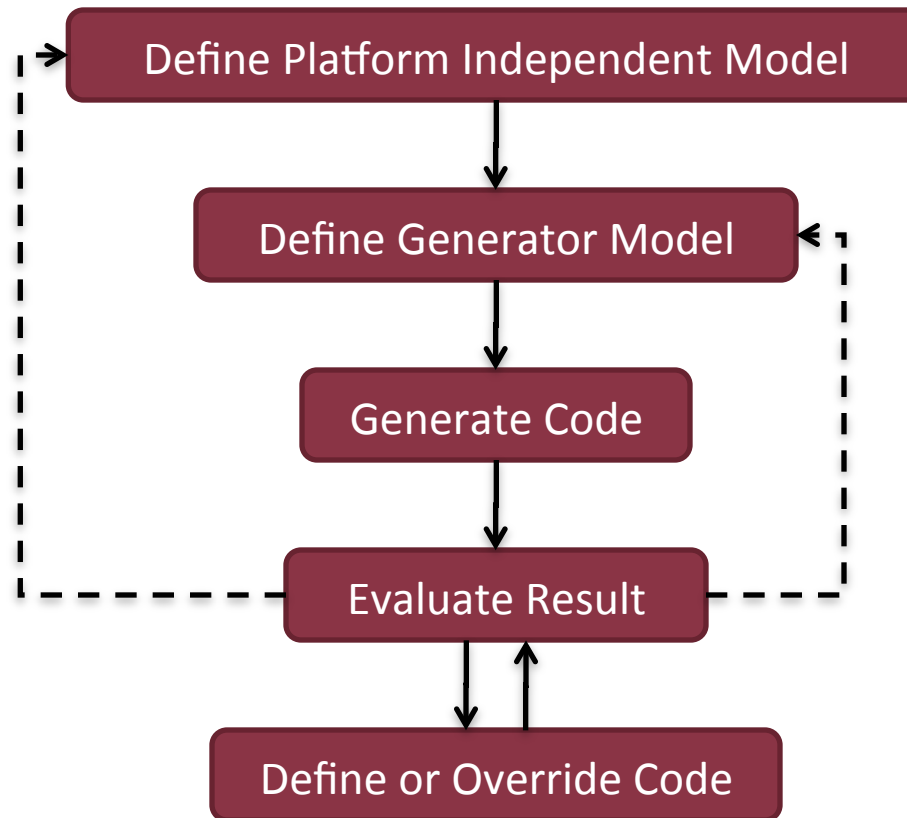 Define Platform Independent Model
Define Generator Model
Generate Code
Evaluate Result
Define or Override Code